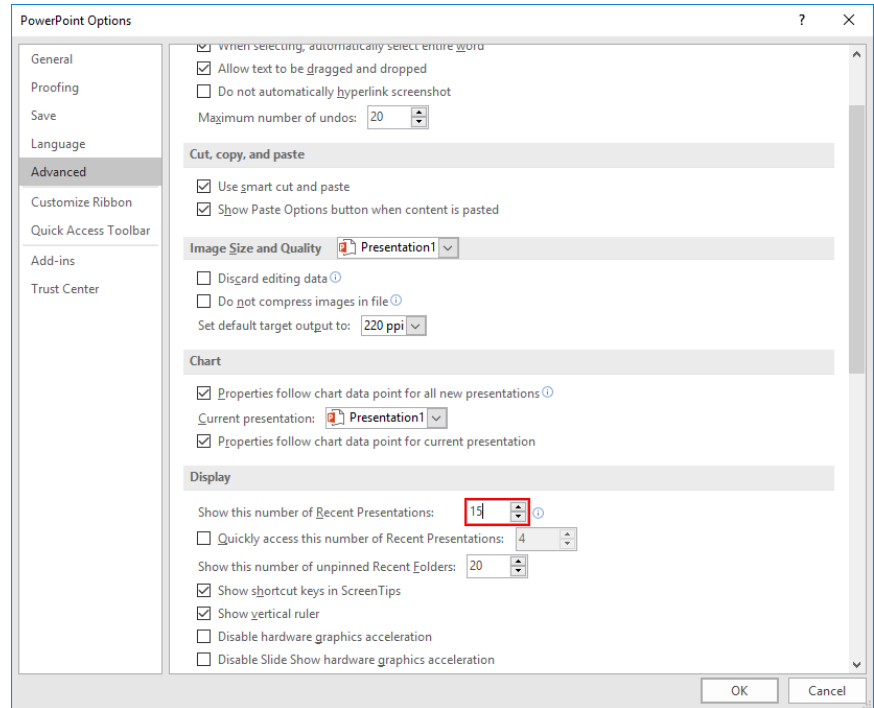 PowerPoint Options
General
Proofing
Save
Language
Advanced
Customize Ribbon
Quick Access Toolbar
Add-ins
Trust Center
When selecting, automatically select entire word
Allow text to be dragged and dropped
Do not automatically hyperlink screenshot
Maximum number of undos: 20
Cut, copy, and paste
Use smart cut and paste
Show Paste Options button when content is pasted
Image Size and Quality Presentation1
Discard editing data
Do not compress images in file
Set default target output to: 220 ppi
Chart
Properties follow chart data point for all new presentations
Current presentation: Presentation1
Properties follow chart data point for current presentation
Display
Show this number of Recent Presentations: 15
Quickly access this number of Recent Presentations: 4
Show this number of unpinned Recent Folders: 20
Show shortcut keys in ScreenTips
Show vertical ruler
Disable hardware graphics acceleration
Disable Slide Show hardware graphics acceleration
OK Cancel